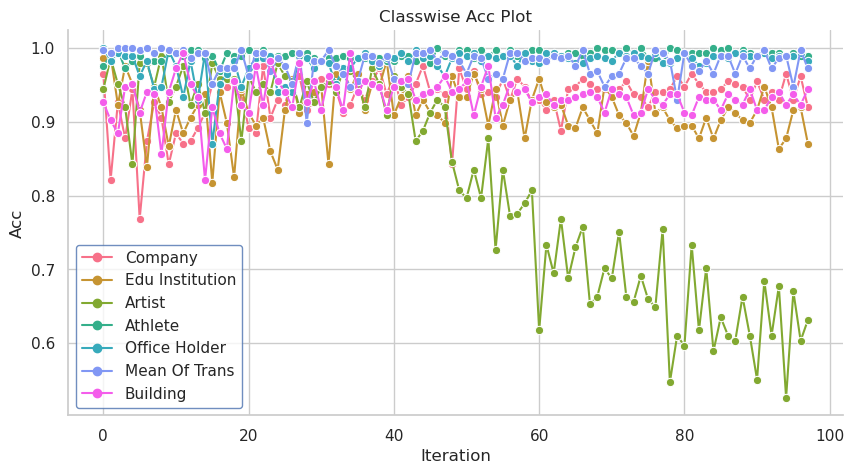 Classwise Acc Plot
1.0
0.9
0.8
0.7
0.6
Acc
Company
Edu Institution
Artist
Athlete
Office Holder
Mean Of Trans
Building
0 20 40 60 80 100
Iteration